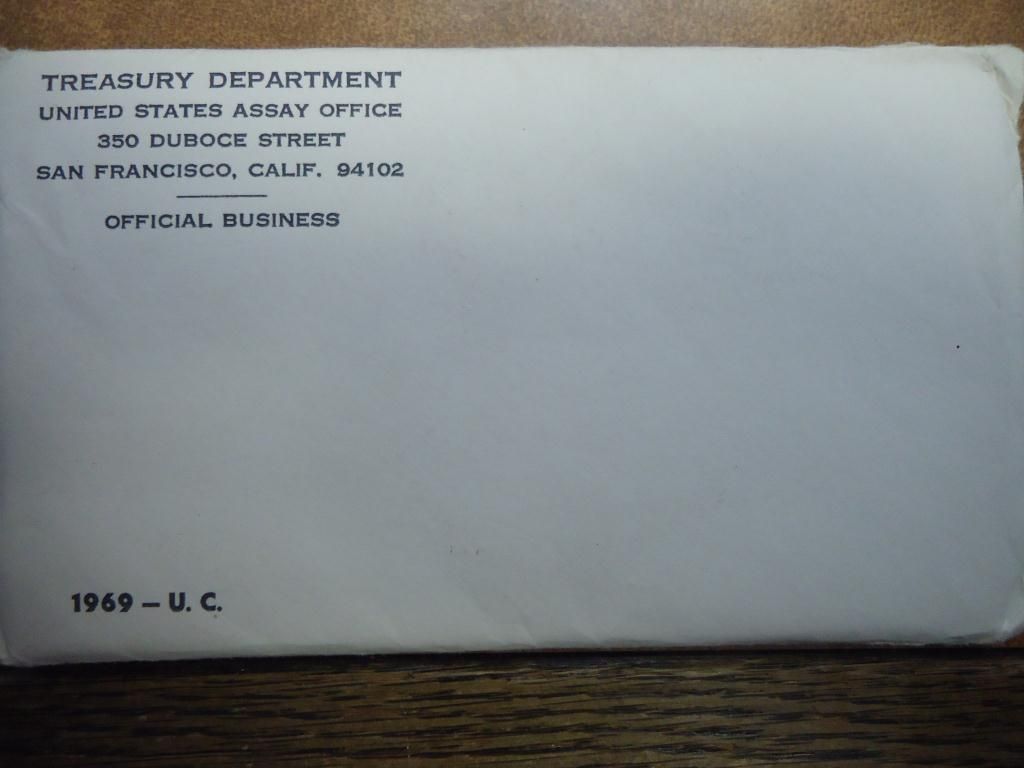 TREASURY DEPARTMENT
UNITED STATES ASSAY OFFICE
350 DUBOCE STREET
SAN FRANCISCO, CALIF. 94102
OFFICIAL BUSINESS
1969 – U. C.